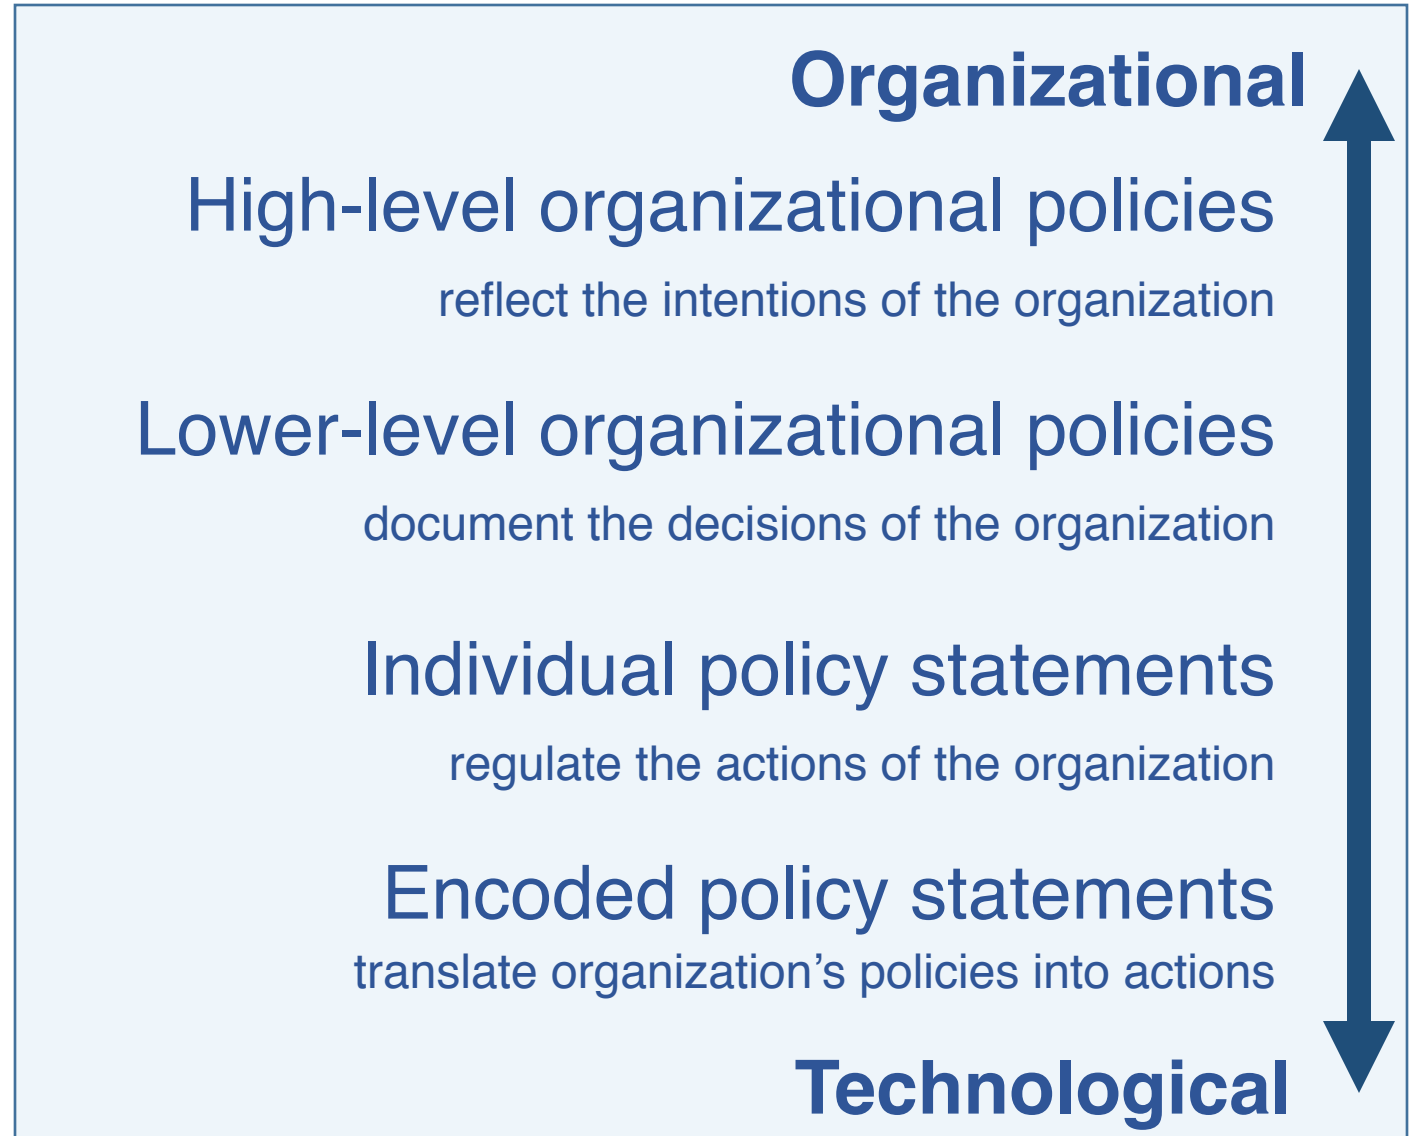 Organizational
High-level organizational policies
reflect the intentions of the organization
Lower-level organizational policies
document the decisions of the organization
Individual policy statements
regulate the actions of the organization
Encoded policy statements
translate organization’s policies into actions
Technological